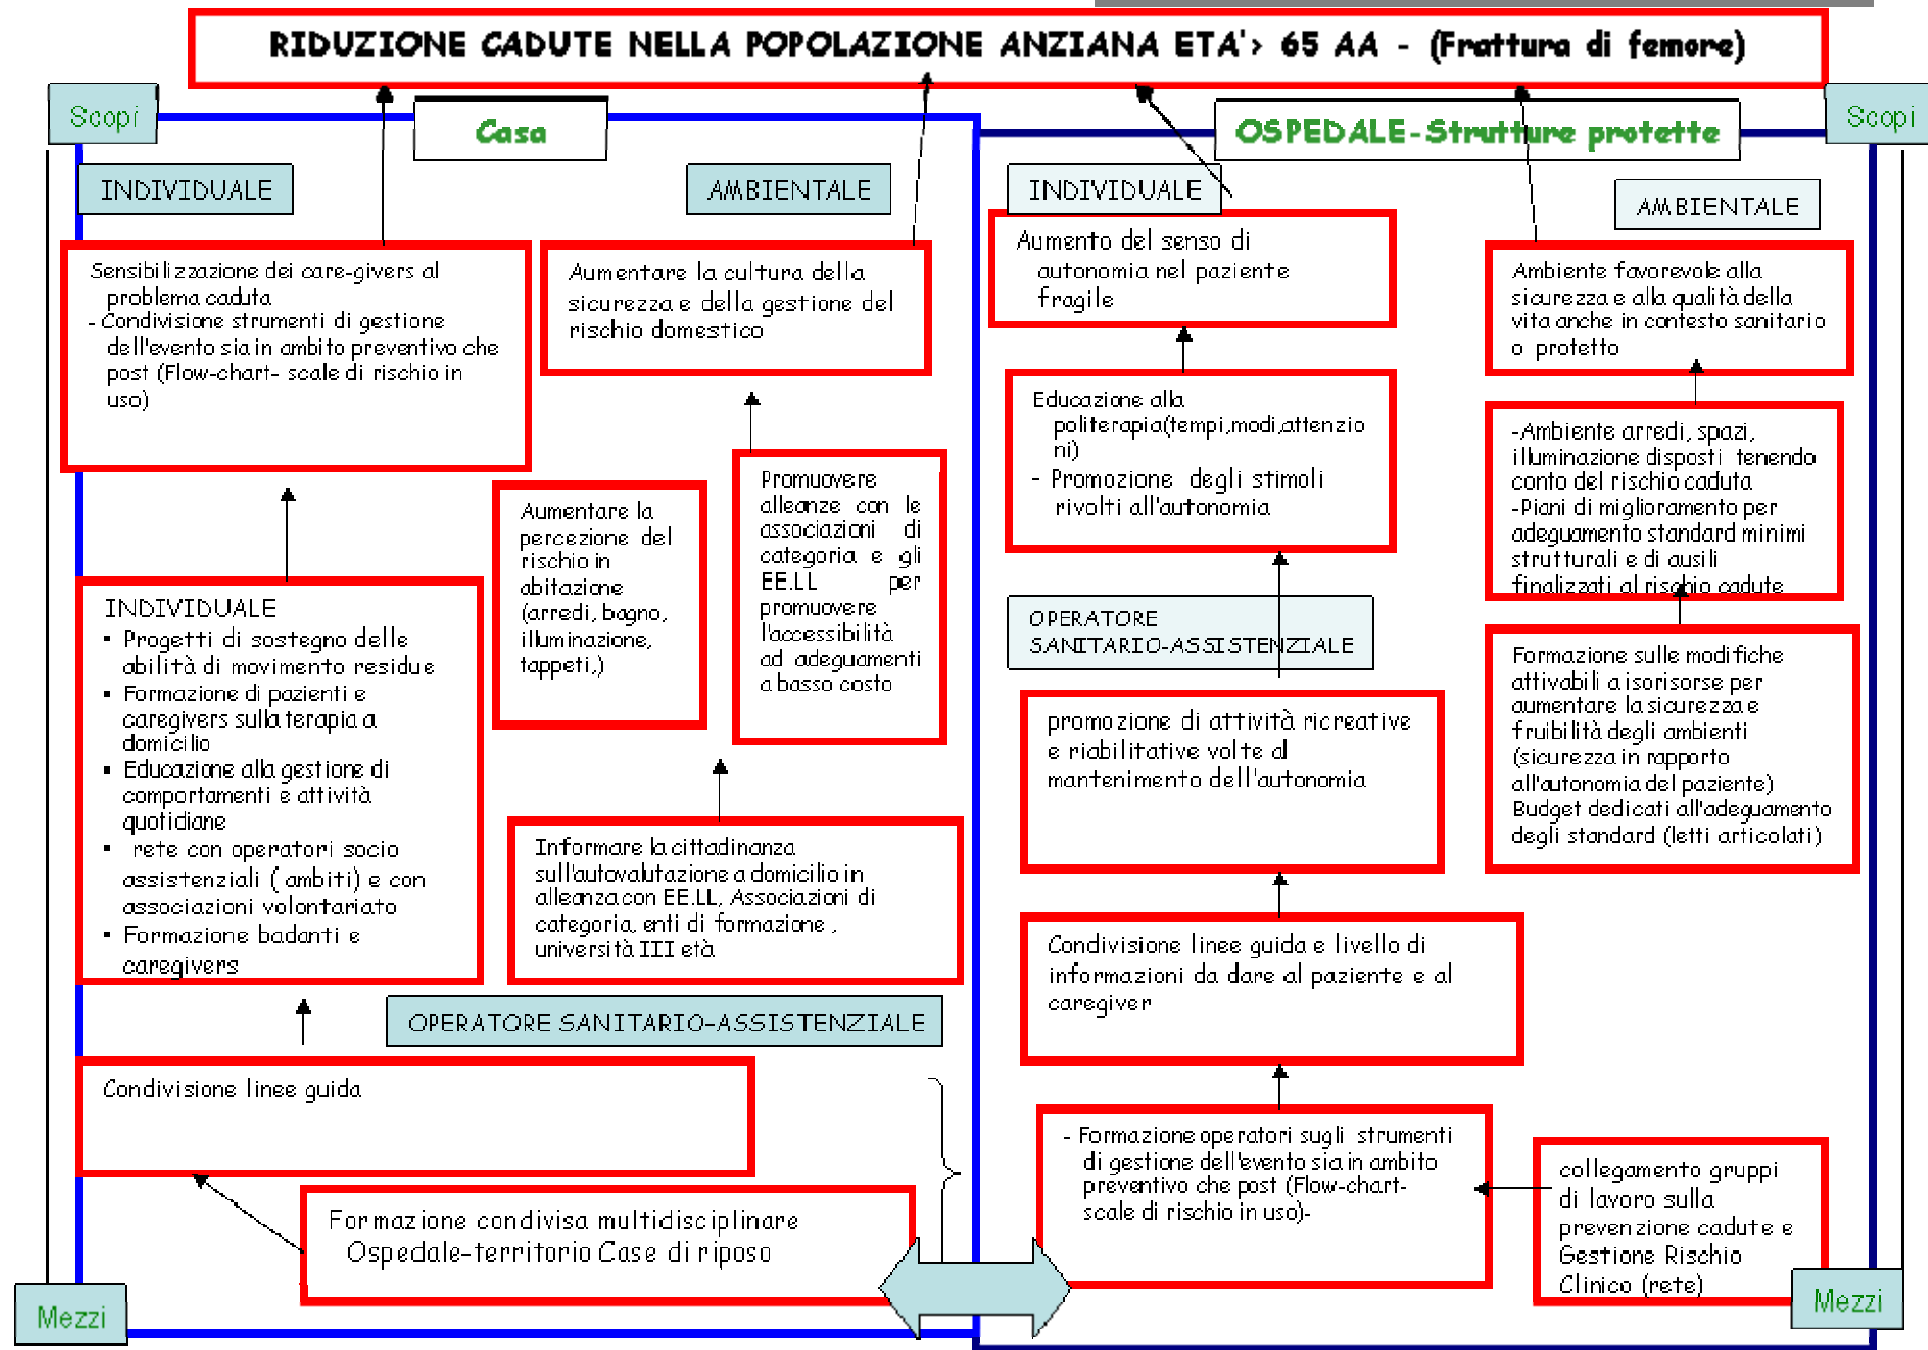 RIDUZIONE CADUTE NELLA POPOLAZIONE ANZIANA ETA'> 65 AA - (Frattura di femore)
Scopi
Casa
INDIVIDUALE
AMBIENTALE
Sensibilizzazione dei care-givers al
problema caduta
- Condivisione strumenti di gestione
dell'evento sia in ambito preventivo che
post (Flow-chart- scale di rischio in
uso)
Aumentare la cultura della
sicurezza e della gestione del
rischio domestico
Aumentare la
percezione del
rischio in
abitazione
(arredi, bagno,
illuminazione,
tappeti,)
Promuovere
alleanze con le
associazioni di
categoria e gli
EE.LL per
promuovere
l'accessibilità
ad adeguamenti
a basso costo
INDIVIDUALE
▪ Progetti di sostegno delle
abilità di movimento residue
▪ Formazione di pazienti e
caregivers sulla terapia a
domicilio
▪ Educazione alla gestione di
comportamenti e attività
quotidiane
▪ rete con operatori socio
assistenziali ( ambiti) e con
associazioni volontariato
▪ Formazione badanti e
caregivers
Informare la cittadinanza
sull'autovalutazione a domicilio in
alleanza con EE.LL, Associazioni di
categoria, enti di formazione ,
università III età
OPERATORE SANITARIO-ASSISTENZIALE
Condivisione linee guida
Formazione condivisa multidisciplinare
Ospedale-territorio Case di riposo
Mezzi
OSPEDALE-Strutture protette
Scopi
INDIVIDUALE
AMBIENTALE
Aumento del senso di
autonomia nel paziente
fragile
Educazione alla
politerapia(tempi,modi,attenzio
ni)
- Promozione degli stimoli
rivolti all'autonomia
OPERATORE
SANITARIO-ASSISTENZIALE
promozione di attività ricreative
e riabilitative volte al
mantenimento dell'autonomia
Condivisione linee guida e livello di
informazioni da dare al paziente e al
caregiver
- Formazione operatori sugli strumenti
di gestione dell'evento sia in ambito
preventivo che post (Flow-chart-
scale di rischio in uso)-
Ambiente favorevole alla
sicurezza e alla qualità della
vita anche in contesto sanitario
o protetto
-Ambiente arredi, spazi,
illuminazione disposti tenendo
conto del rischio caduta
-Piani di miglioramento per
adeguamento standard minimi
strutturali e di ausili
finalizzati al rischio cadute
Formazione sulle modifiche
attivabili a isorisorse per
aumentare la sicurezza e
fruibilità degli ambienti
(sicurezza in rapporto
all'autonomia del paziente)
Budget dedicati all'adeguamento
degli standard (letti articolati)
collegamento gruppi
di lavoro sulla
prevenzione cadute e
Gestione Rischio
Clinico (rete)
Mezzi